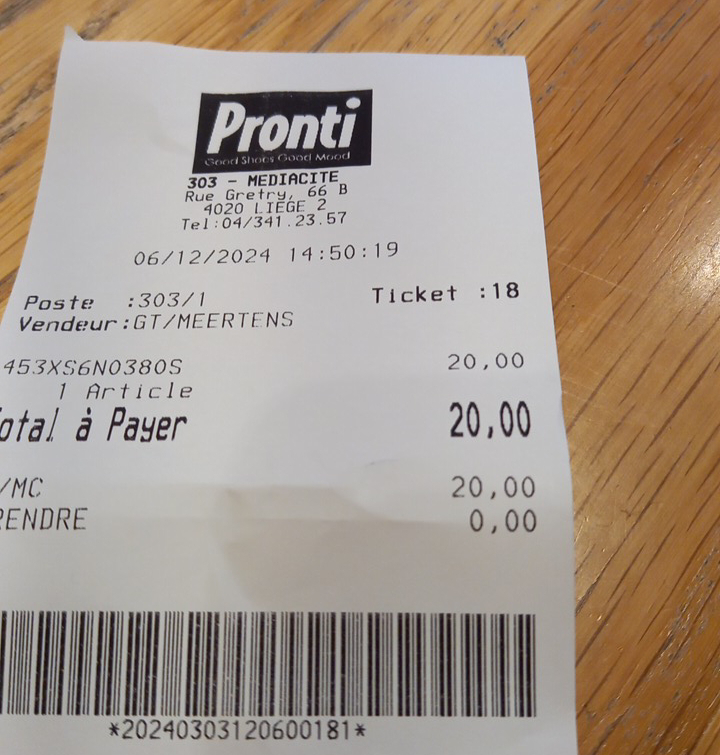 Pronti
Good Shoes Good Mood
303 - MEDIACITE
Rue Gretry, 66 B
4020 LIEGE 2
Tel:04/341.23.57
06/12/2024 14:50:19
Poste :303/1 Ticket :18
Vendeur:GT/MEERTENS
453XS6N0380S 20,00
1 Article
otal à Payer 20,00
/MC 20,00
RENDRE 0,00
*20240303120600181*